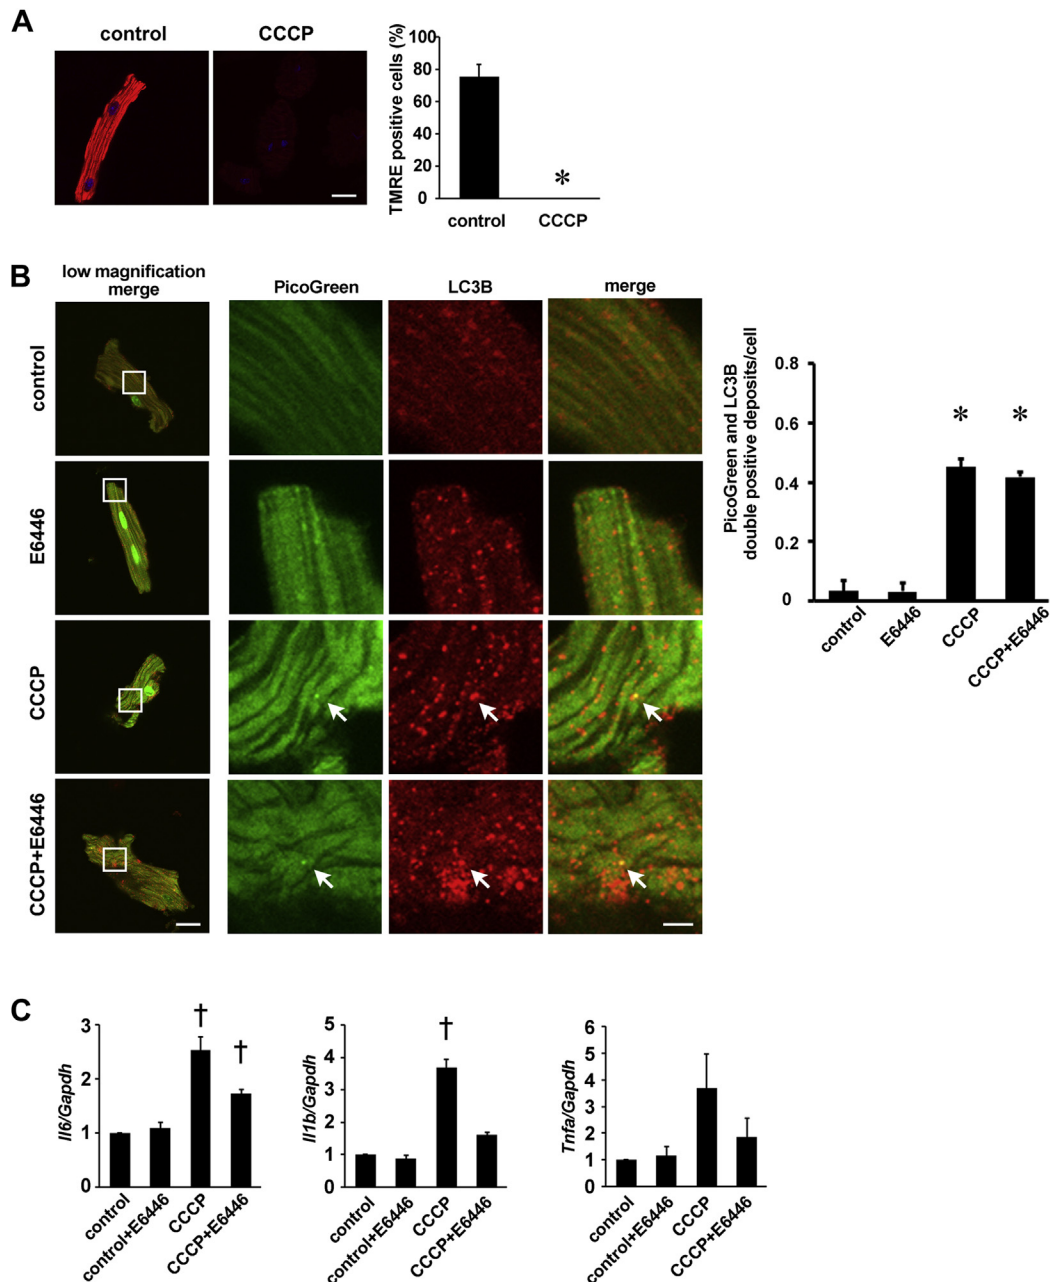 A
control
CCCP
TMRE positive cells (%)
100
80
60
40
20
0
*
control
CCCP
B
low magnification
merge
PicoGreen
LC3B
merge
control
E6446
CCCP
CCCP+E6446
PicoGreen and LC3B
double positive deposits/cell
0.8
0.6
0.4
0.2
0
*
*
control
E6446
CCCP
CCCP+E6446
C
Il6/Gapdh
3
2
1
0
†
†
control
control+E6446
CCCP
CCCP+E6446
Il1b/Gapdh
5
4
3
2
1
0
†
control
control+E6446
CCCP
CCCP+E6446
Tnfa/Gapdh
6
5
4
3
2
1
0
control
control+E6446
CCCP
CCCP+E6446